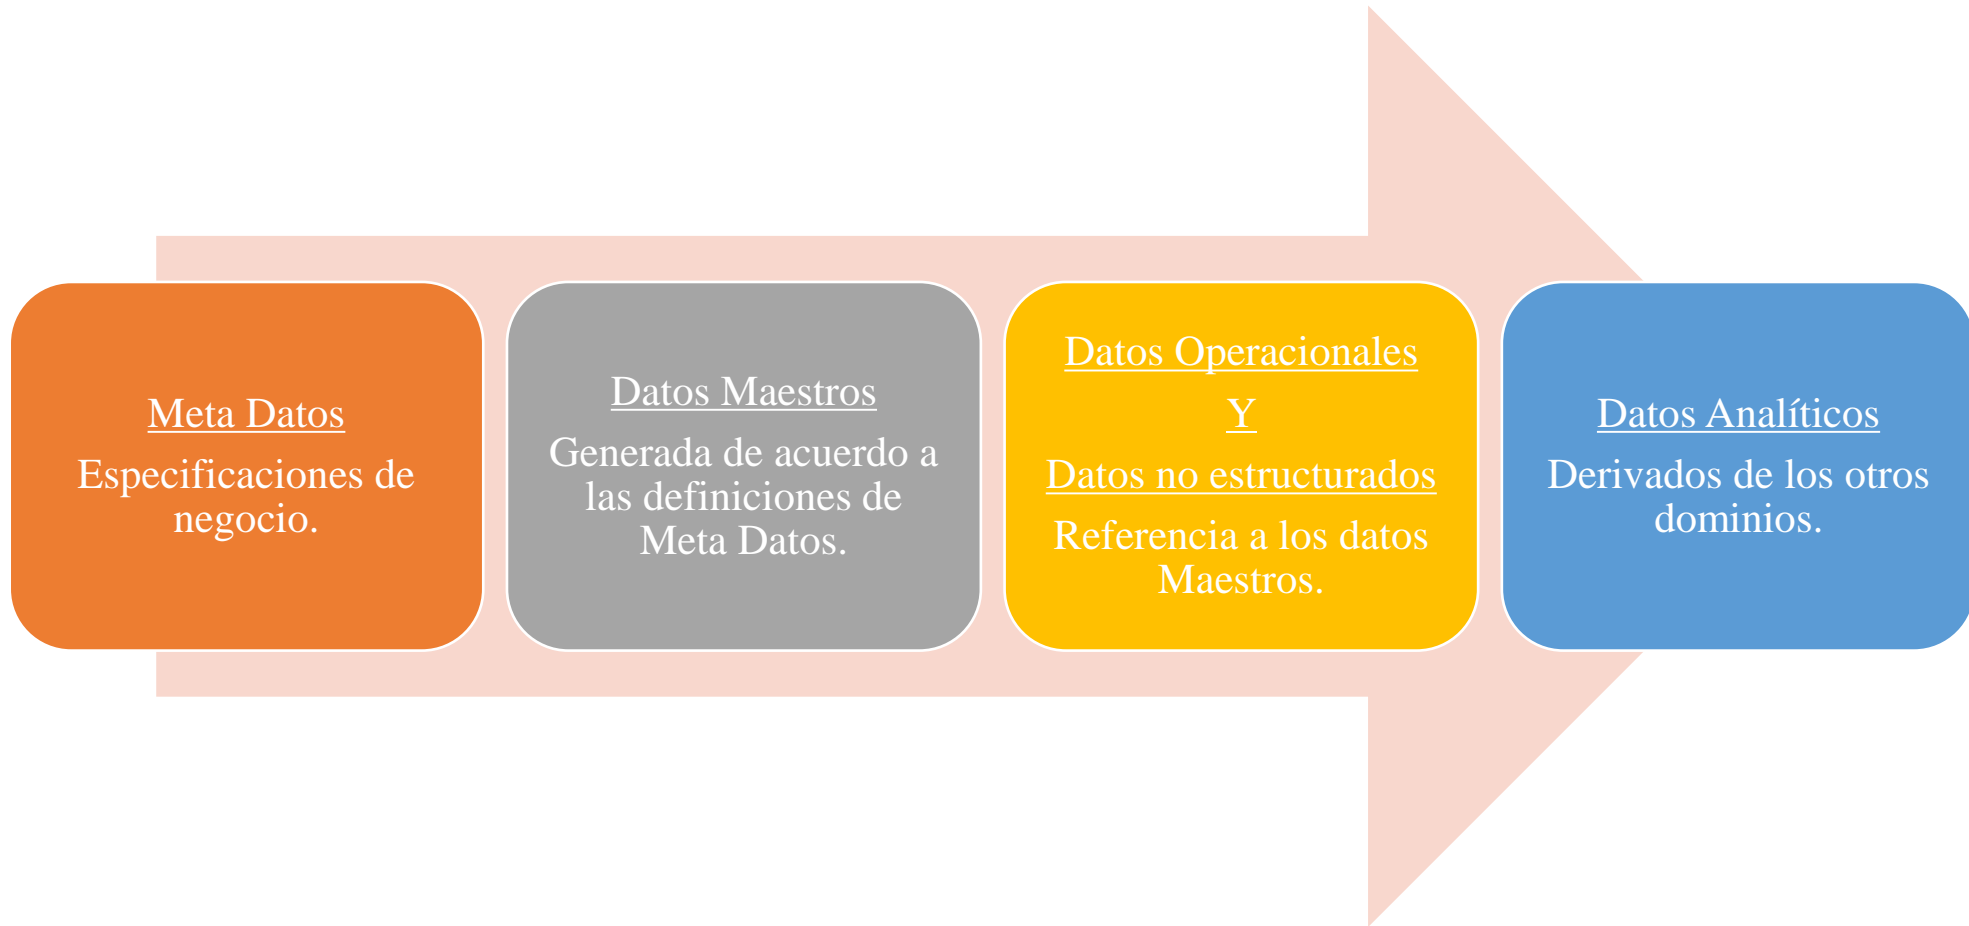 Meta Datos
Especificaciones de
negocio.
Datos Maestros
Generada de acuerdo a
las definiciones de
Meta Datos.
Datos Operacionales
Y
Datos no estructurados
Referencia a los datos
Maestros.
Datos Analíticos
Derivados de los otros
dominios.